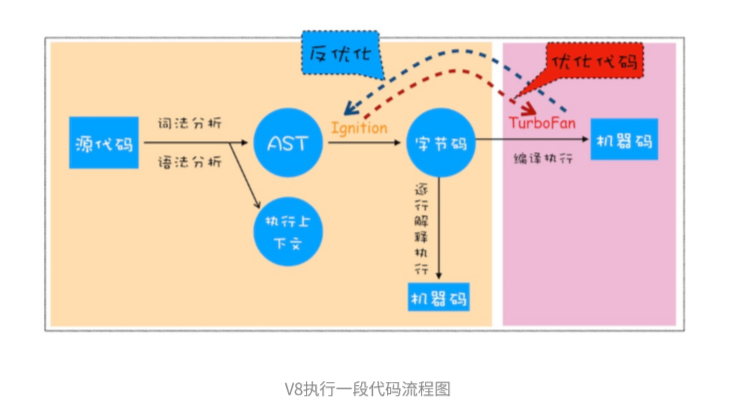 反优化
优化代码
源代码
词法分析
语法分析
AST
Ignition
字节码
TurboFan
编译执行
机器码
执行上
下文
逐
行
解
释
执
行
机器码
V8执行一段代码流程图